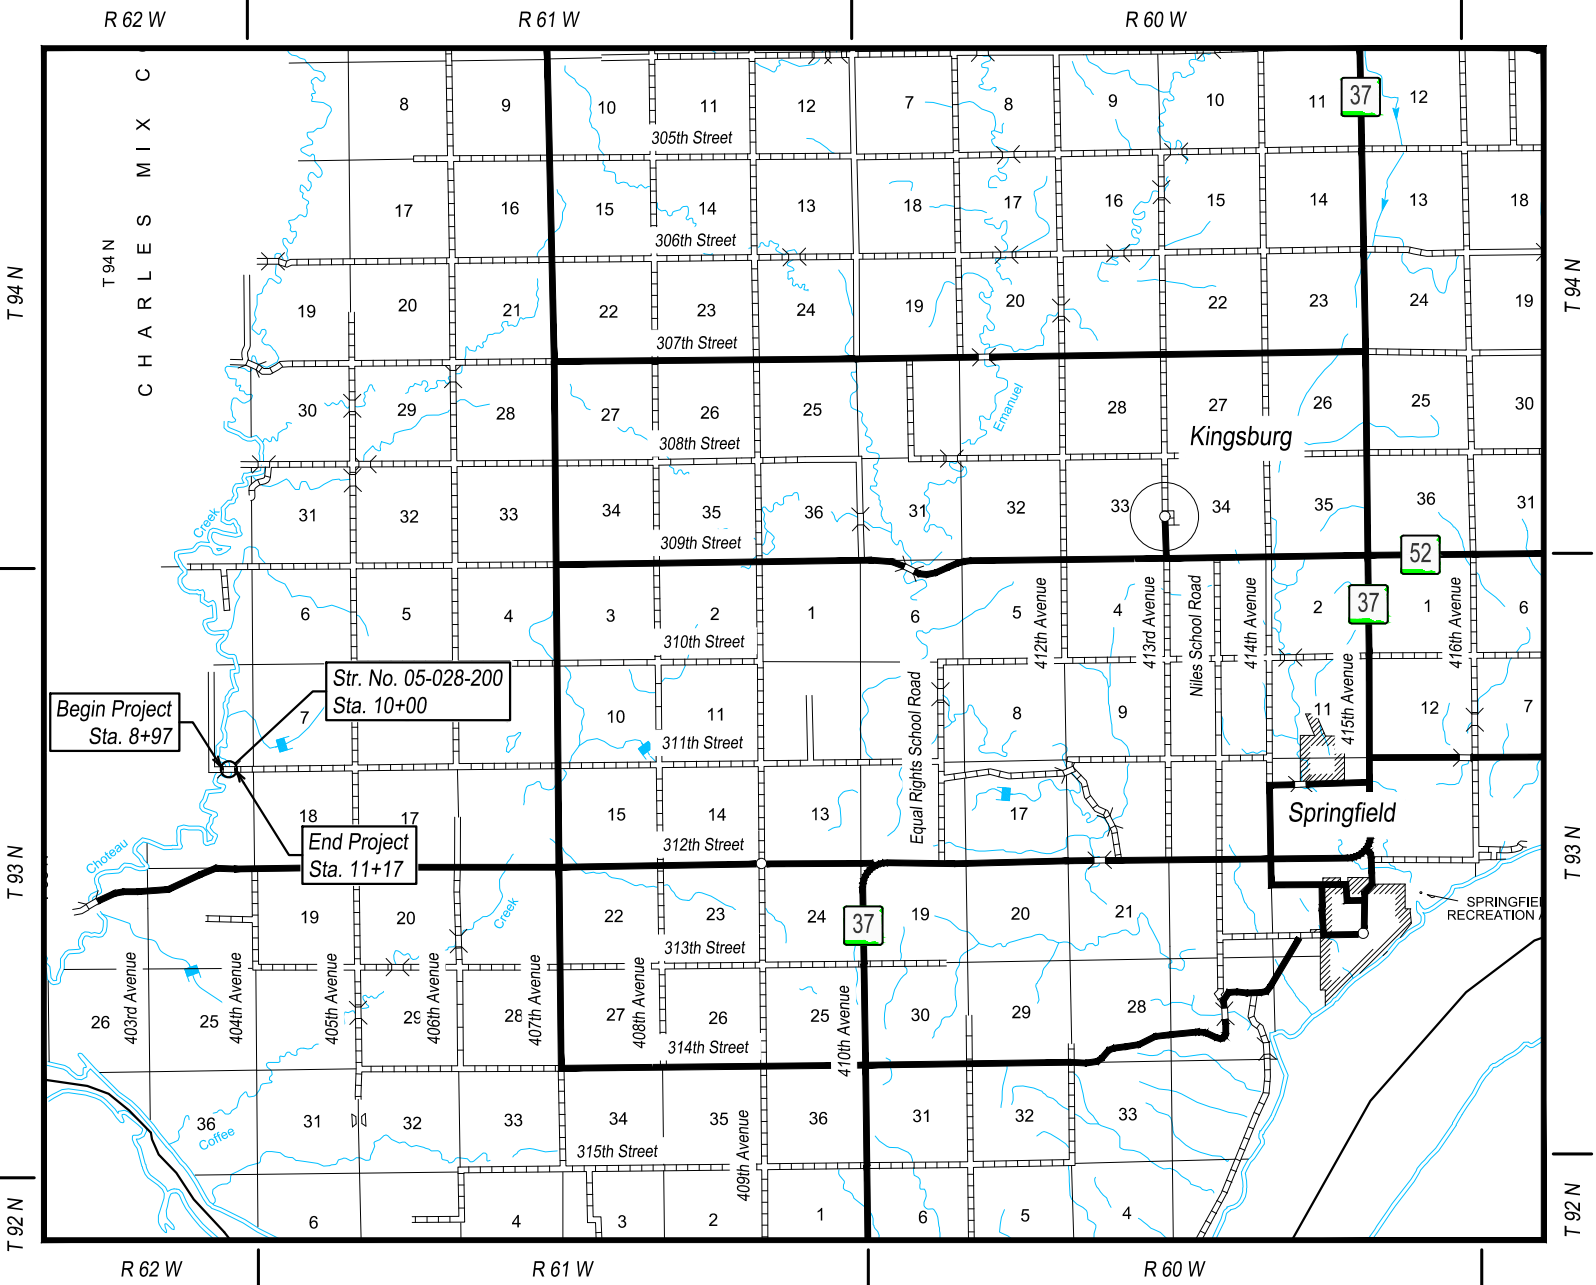 R 62 W
R 61 W
R 60 W
CHARLES MIX C
T 94 N
T 94 N
T 94 N
8
9
10
11
12
7
8
9
10
11
37
12
305th Street
17
16
15
14
13
18
17
16
15
14
13
18
306th Street
19
20
21
22
23
24
19
20
22
23
24
19
307th Street
30
29
28
27
26
25
Emanuel
28
27
26
25
30
308th Street
Kingsburg
31
32
33
34
35
36
31
32
33
34
35
36
31
Creek
309th Street
52
6
5
4
3
2
1
6
5
4
2
37
1
6
310th Street
412th Avenue
413rd Avenue
Niles School Road
414th Avenue
415th Avenue
416th Avenue
Equal Rights School Road
Str. No. 05-028-200
Sta. 10+00
Begin Project
Sta. 8+97
7
10
11
8
9
11
12
7
311th Street
18
17
15
14
13
17
Springfield
312th Street
End Project
Sta. 11+17
Choteau
T 93 N
T 93 N
19
20
Creek
22
23
24
37
19
20
21
SPRINGFIE
RECREATION A
313th Street
26
403rd Avenue
25
404th Avenue
405th Avenue
29
406th Avenue
28
407th Avenue
27
408th Avenue
26
25
410th Avenue
30
29
28
314th Street
36
Coffee
31
32
33
34
35
36
31
32
33
315th Street
409th Avenue
6
4
3
2
1
6
5
4
T 92 N
T 92 N
R 62 W
R 61 W
R 60 W